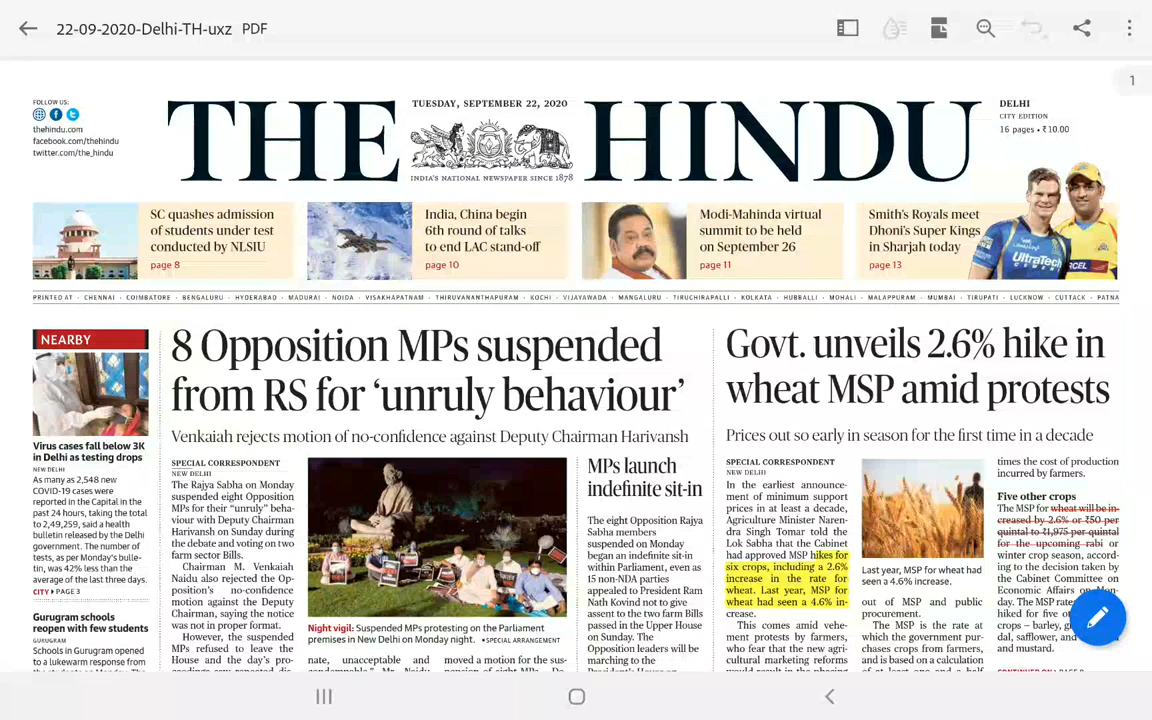 22-09-2020-Delhi-TH-uxz PDF
1
FOLLOW US:
thehindu.com
facebook.com/thehindu
twitter.com/the_hindu
THE HINDU
TUESDAY, SEPTEMBER 22, 2020
INDIA'S NATIONAL NEWSPAPER SINCE 1878
DELHI
CITY EDITION
16 pages • ₹10.00
SC quashes admission
of students under test
conducted by NLSIU
page 8
India, China begin
6th round of talks
to end LAC stand-off
page 10
Modi-Mahinda virtual
summit to be held
on September 26
page 11
Smith's Royals meet
Dhoni's Super Kings
in Sharjah today
page 13
UltraTech
CEMENT
PRINTED AT · CHENNAI · COIMBATORE · BENGALURU · HYDERABAD · MADURAI · NOIDA · VISAKHAPATNAM · THIRUVANANTHAPURAM · KOCHI · VIJAYAWADA · MANGALURU · TIRUCHIRAPALLI · KOLKATA · HUBBALLI · MOHALI · MALAPPURAM · MUMBAI · TIRUPATI · LUCKNOW · CUTTACK · PATNA
NEARBY
Virus cases fall below 3K
in Delhi as testing drops
NEW DELHI
As many as 2,548 new
COVID-19 cases were
reported in the Capital in the
past 24 hours, taking the total
to 2,49,259, said a health
bulletin released by the Delhi
government. The number of
tests, as per Monday's bulle-
tin, was 42% less than the
average of the last three days.
CITY PAGE 3
Gurugram schools
reopen with few students
GURUGRAM
Schools in Gurugram opened
to a lukewarm response from
8 Opposition MPs suspended
from RS for 'unruly behaviour'
Venkaiah rejects motion of no-confidence against Deputy Chairman Harivansh
SPECIAL CORRESPONDENT
NEW DELHI
The Rajya Sabha on Monday
suspended eight Opposition
MPs for their "unruly" beha-
viour with Deputy Chairman
Harivansh on Sunday during
the debate and voting on two
farm sector Bills.
Chairman M. Venkaiah
Naidu also rejected the Op-
position's no-confidence
motion against the Deputy
Chairman, saying the notice
was not in proper format.
However, the suspended
MPs refused to leave the
House and the day's pro-
Night vigil: Suspended MPs protesting on the Parliament
premises in New Delhi on Monday night. •SPECIAL ARRANGEMENT
nate, unacceptable and
moved a motion for the sus-
MPs launch
indefinite sit-in
The eight Opposition Rajya
Sabha members
suspended on Monday
began an indefinite sit-in
within Parliament, even as
15 non-NDA parties
appealed to President Ram
Nath Kovind not to give
assent to the two farm Bills
passed in the Upper House
on Sunday. The
Opposition leaders will be
marching to the
Govt. unveils 2.6% hike in
wheat MSP amid protests
Prices out so early in season for the first time in a decade
SPECIAL CORRESPONDENT
NEW DELHI
In the earliest announce-
ment of minimum support
prices in at least a decade,
Agriculture Minister Naren-
dra Singh Tomar told the
Lok Sabha that the Cabinet
had approved MSP hikes for
six crops, including a 2.6%
increase in the rate for
wheat. Last year, MSP for
wheat had seen a 4.6% in-
crease.
This comes amid vehe-
ment protests by farmers,
who fear that the new agri-
cultural marketing reforms
would result in the phasing
Last year, MSP for wheat had
seen a 4.6% increase.
out of MSP and public
procurement.
The MSP is the rate at
which the government pur-
chases crops from farmers,
and is based on a calculation
of at least one and a half
times the cost of production
incurred by farmers.
Five other crops
The MSP for wheat will be in-
creased by 2.6% or ₹50 per
quintal to ₹1,975 per quintal
for the upcoming rabi or
winter crop season, accord-
ing to the decision taken by
the Cabinet Committee on
Economic Affairs on Mon-
day. The MSP rates
hiked for five
crops – barley,
dal, safflower, and
and mustard.